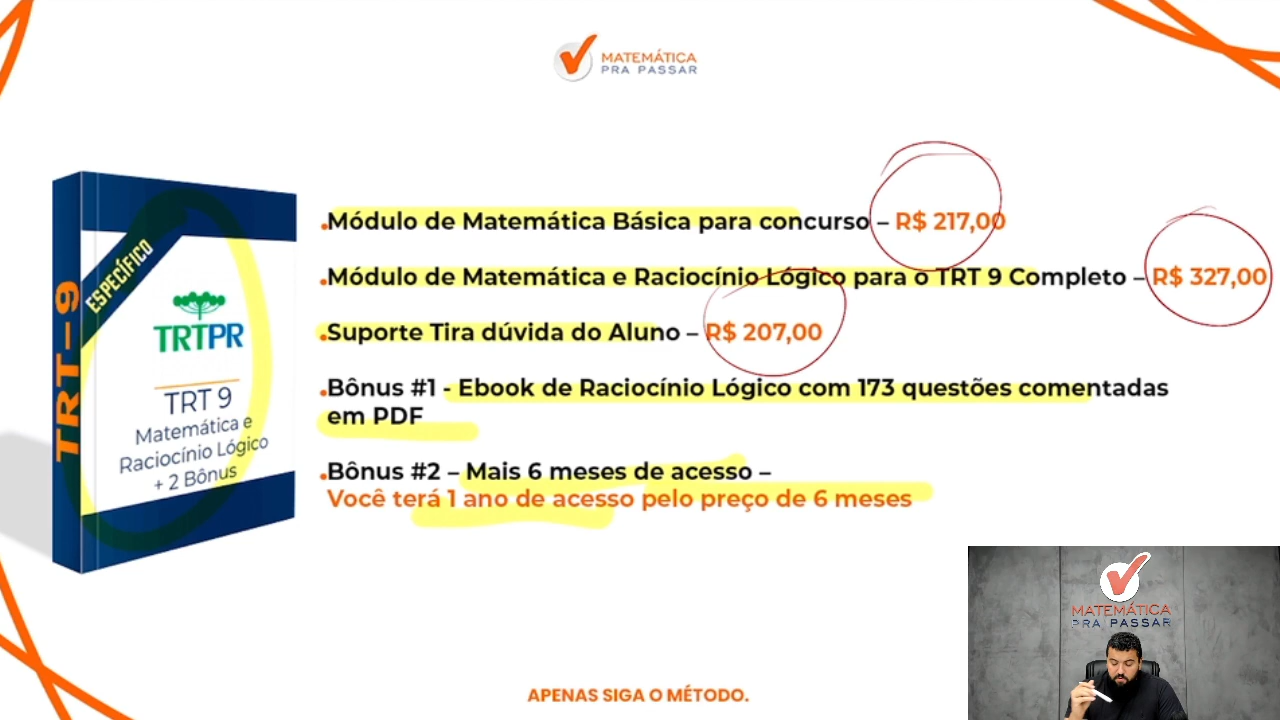 MATEMÁTICA
PRA PASSAR
TRT-9
ESPECÍFICO
TRTPR
TRT 9
Matemática e
Raciocínio Lógico
+ 2 Bônus
•Módulo de Matemática Básica para concurso – R$ 217,00
•Módulo de Matemática e Raciocínio Lógico para o TRT 9 Completo – R$ 327,00
•Suporte Tira dúvida do Aluno – R$ 207,00
•Bônus #1 - Ebook de Raciocínio Lógico com 173 questões comentadas
em PDF
•Bônus #2 – Mais 6 meses de acesso –
Você terá 1 ano de acesso pelo preço de 6 meses
MATEMÁTICA
PRA PASSAR
APENAS SIGA O MÉTODO.